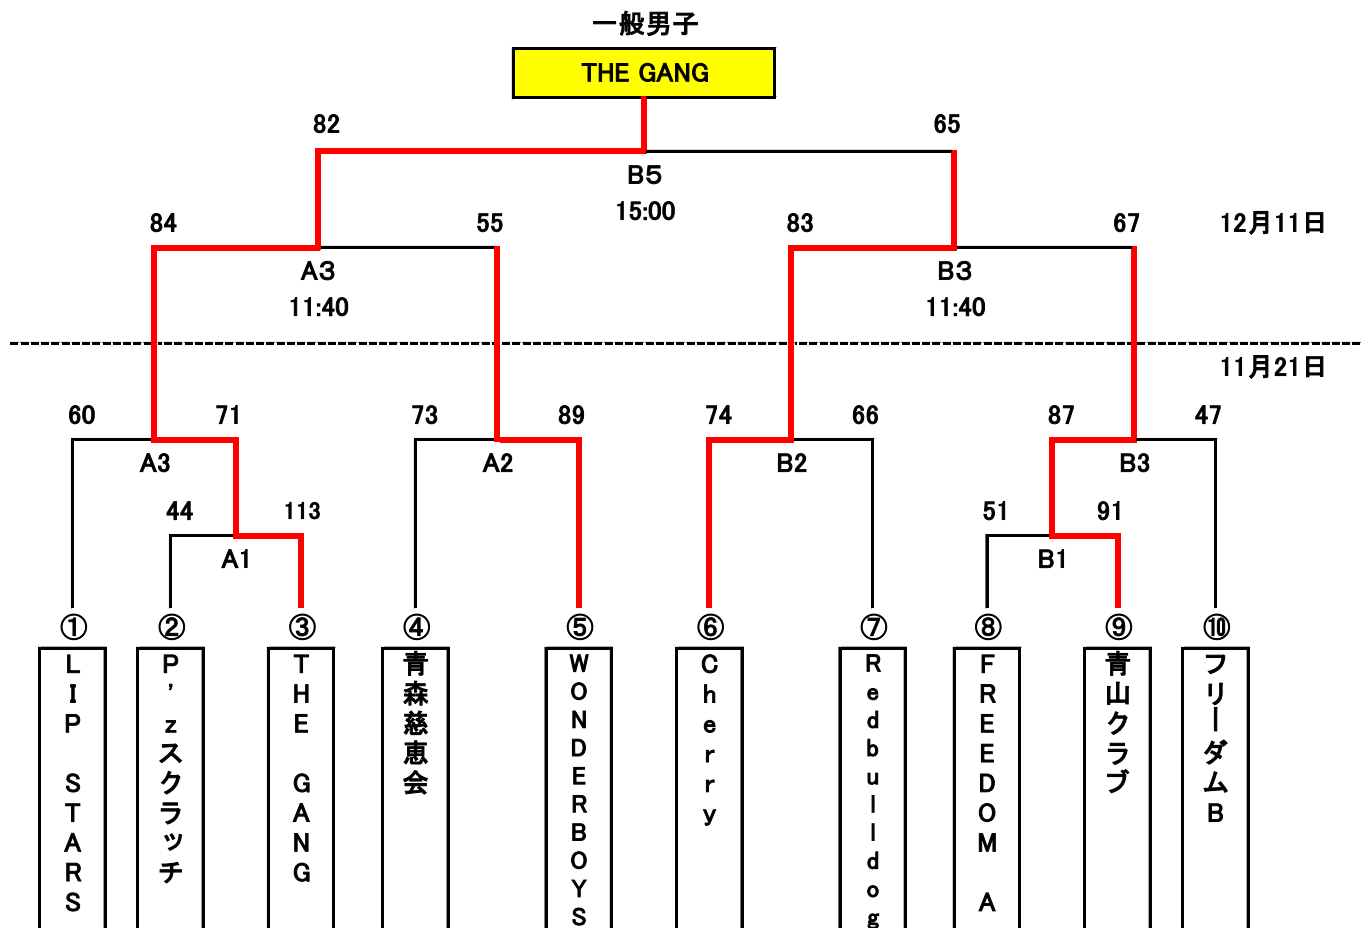 一般男子
THE GANG
82
65
B5
15:00
84
55
83
67
12月11日
A3
11:40
B3
11:40
11月21日
60
71
73
89
74
66
87
47
A3
A2
B2
B3
44
113
51
91
A1
B1
①
②
③
④
⑤
⑥
⑦
⑧
⑨
⑩
LIP STARS
P'zスクラッチ
THE GANG
青森慈恵会
WONDERBOYS
Cherry
Redbulldog
FREEDOM A
青山クラブ
フリーダムB